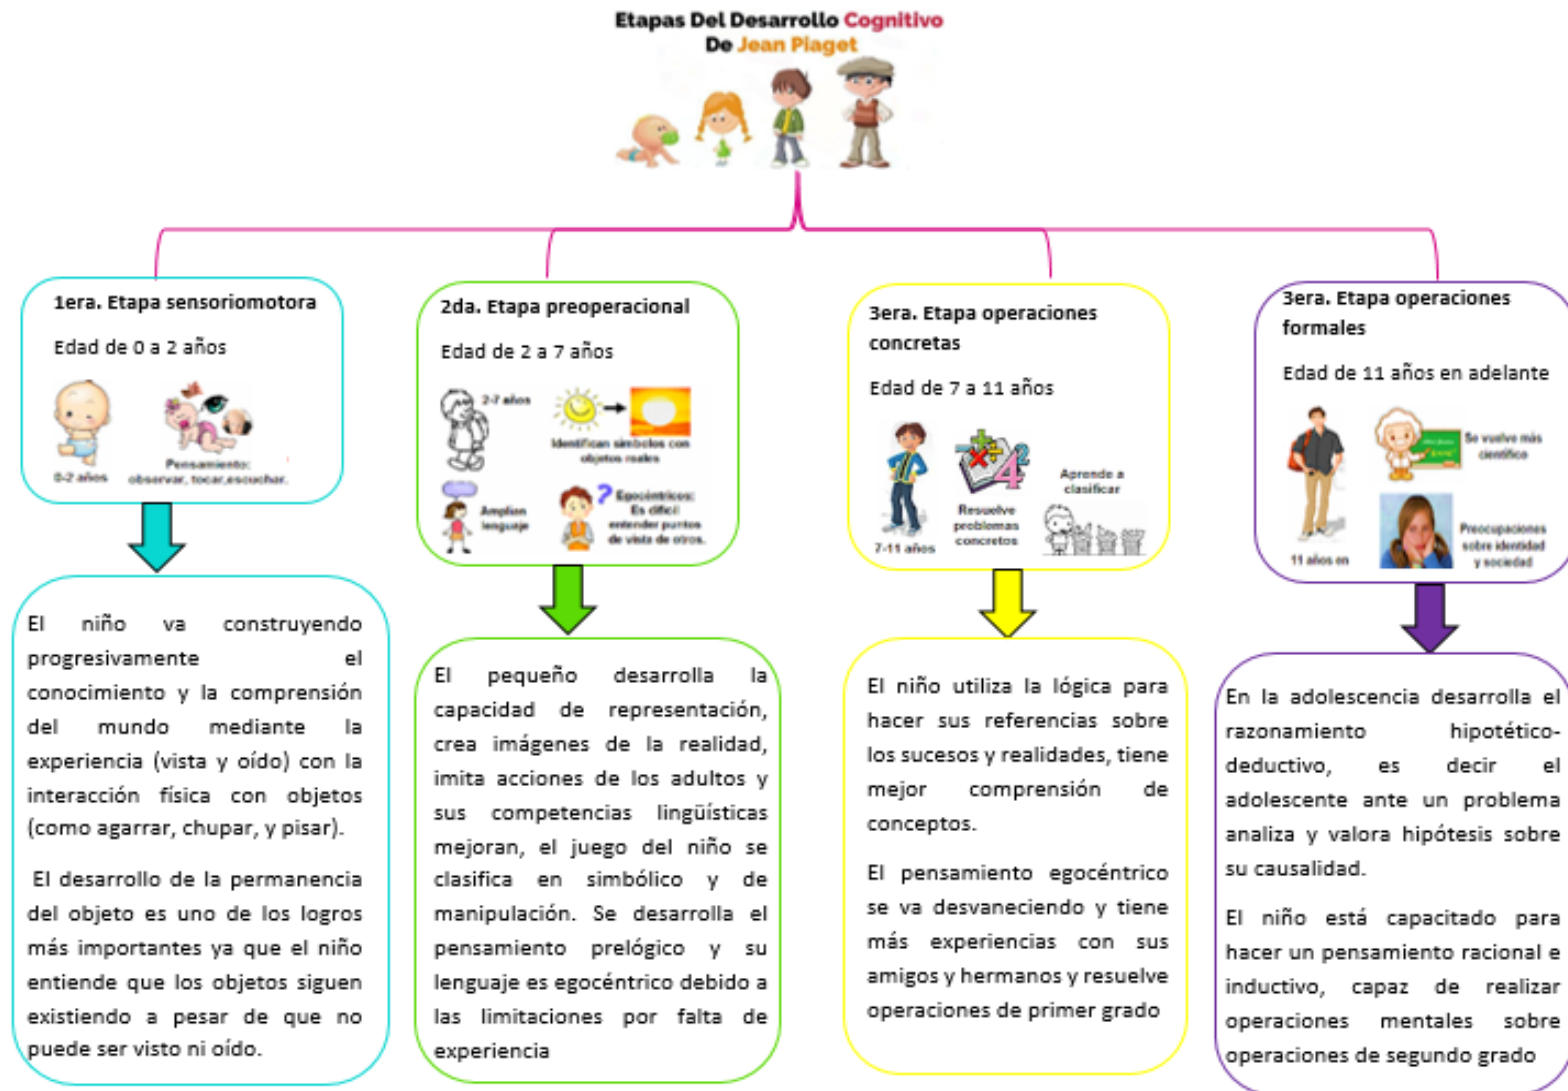 Etapas Del Desarrollo Cognitivo
De Jean Piaget
1era. Etapa sensoriomotora
Edad de 0 a 2 años
0-2 años
Pensamiento:
observar, tocar,escuchar.
El niño va construyendo
progresivamente el
conocimiento y la comprensión
del mundo mediante la
experiencia (vista y oído) con la
interacción física con objetos
(como agarrar, chupar, y pisar).
El desarrollo de la permanencia
del objeto es uno de los logros
más importantes ya que el niño
entiende que los objetos siguen
existiendo a pesar de que no
puede ser visto ni oído.
2da. Etapa preoperacional
Edad de 2 a 7 años
2-7 años
Identifican simbolos con
objetos reales
Amplian
lenguaje
?
Egocéntricos:
Es dificil
entender puntos
de vista de otros.
El pequeño desarrolla la
capacidad de representación,
crea imágenes de la realidad,
imita acciones de los adultos y
sus competencias lingüísticas
mejoran, el juego del niño se
clasifica en simbólico y de
manipulación. Se desarrolla el
pensamiento prelógico y su
lenguaje es egocéntrico debido a
las limitaciones por falta de
experiencia
3era. Etapa operaciones
concretas
Edad de 7 a 11 años
7-11 años
Resuelve
problemas
concretos
Aprende a
clasificar
El niño utiliza la lógica para
hacer sus referencias sobre
los sucesos y realidades, tiene
mejor comprensión de
conceptos.
El pensamiento egocéntrico
se va desvaneciendo y tiene
más experiencias con sus
amigos y hermanos y resuelve
operaciones de primer grado
3era. Etapa operaciones
formales
Edad de 11 años en adelante
11 años en
Se vuelve más
científico
Preocupaciones
sobre identidad
y sociedad
En la adolescencia desarrolla el
razonamiento hipotético-
deductivo, es decir el
adolescente ante un problema
analiza y valora hipótesis sobre
su causalidad.
El niño está capacitado para
hacer un pensamiento racional e
inductivo, capaz de realizar
operaciones mentales sobre
operaciones de segundo grado